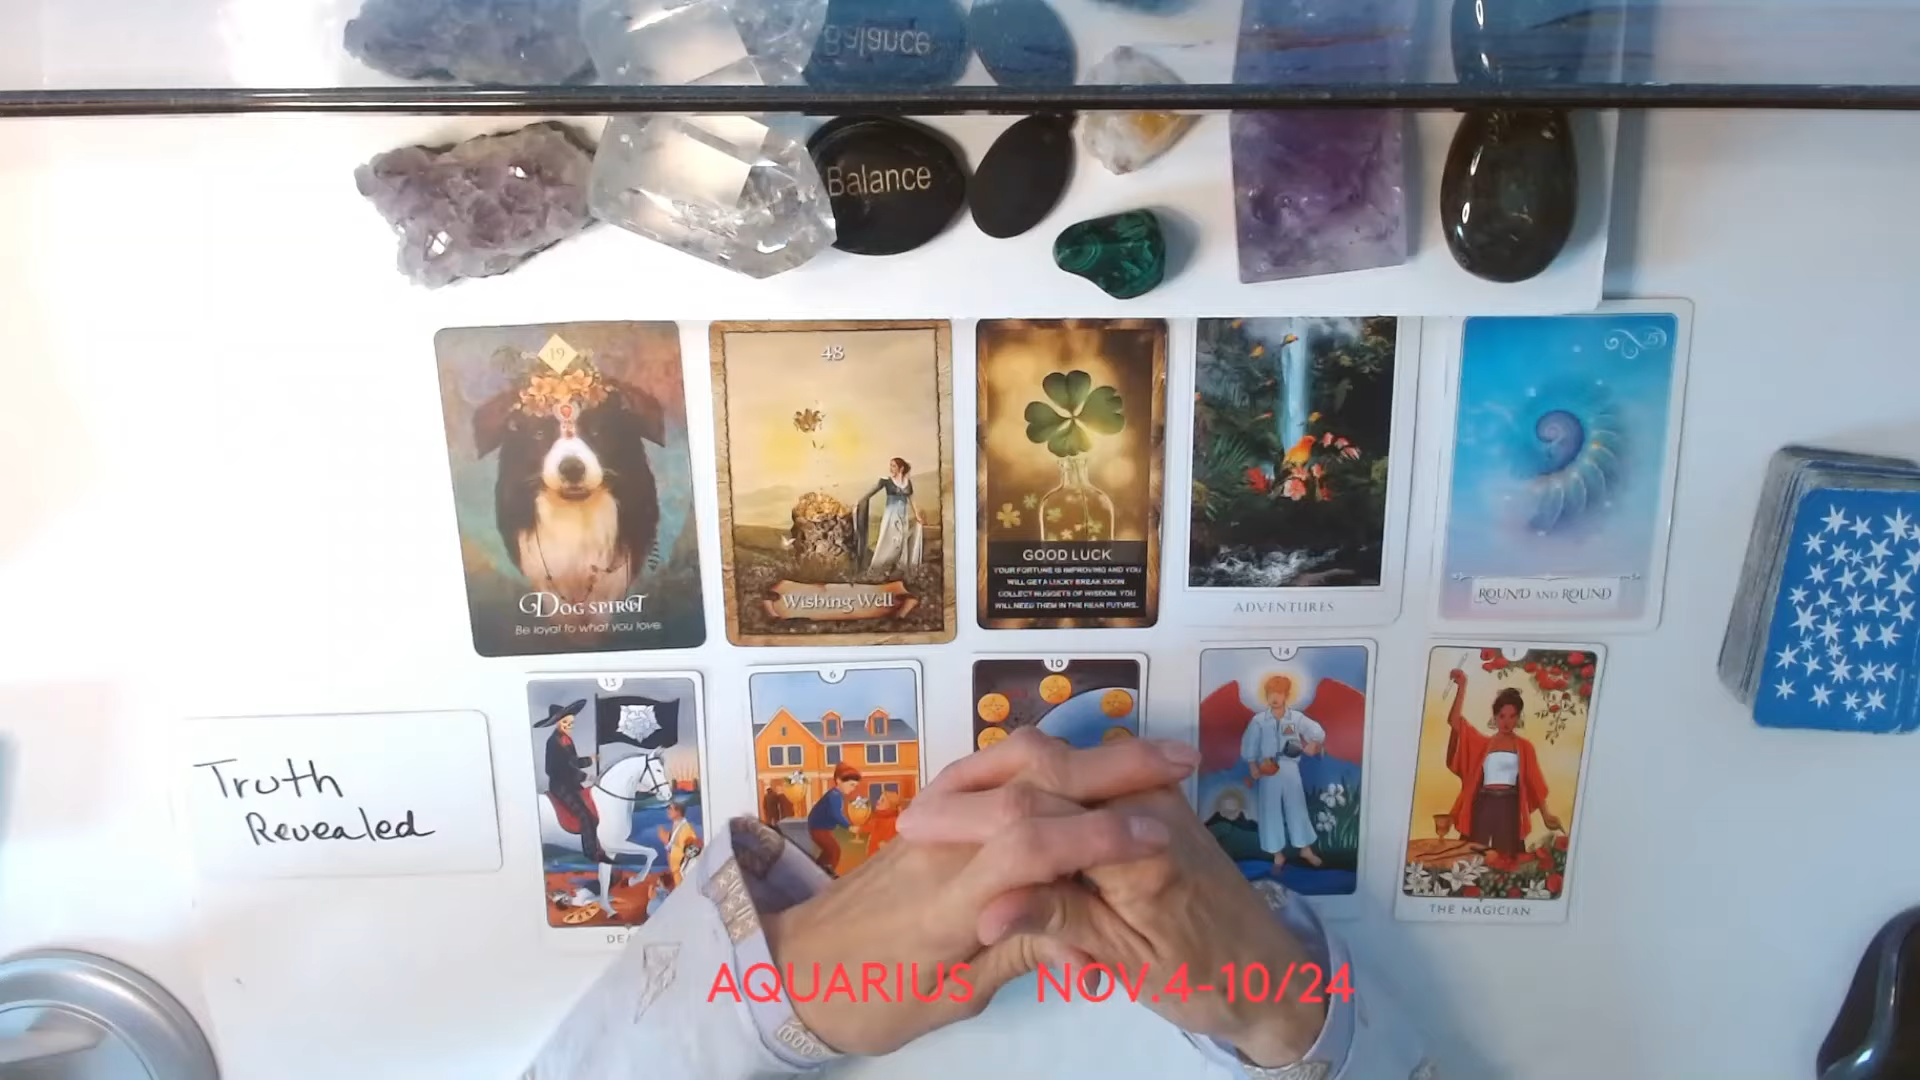 Balance
Balance
19
DOG SPIRIT
Be loyal to what you love
48
Wishing Well
GOOD LUCK
YOUR FORTUNE IS IMPROVING AND YOU
WILL GET A LUCKY BREAK SOON.
COLLECT NUGGETS OF WISDOM. YOU
WILL NEED THEM IN THE NEAR FUTURE.
ADVENTURES
ROUND AND ROUND
Truth
Revealed
13
6
10
14
1
THE MAGICIAN
AQUARIUS NOV.4-10/24